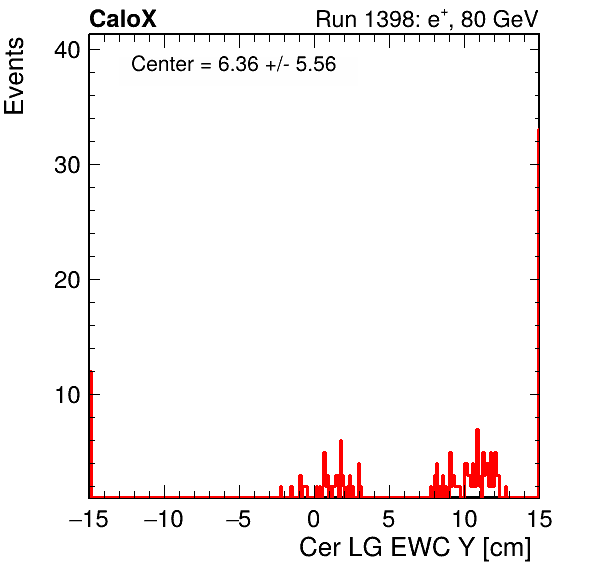 CaloX Run 1398: e⁺, 80 GeV
Center = 6.36 +/- 5.56
Events
40
30
20
10
−15 −10 −5 0 5 10 15
Cer LG EWC Y [cm]